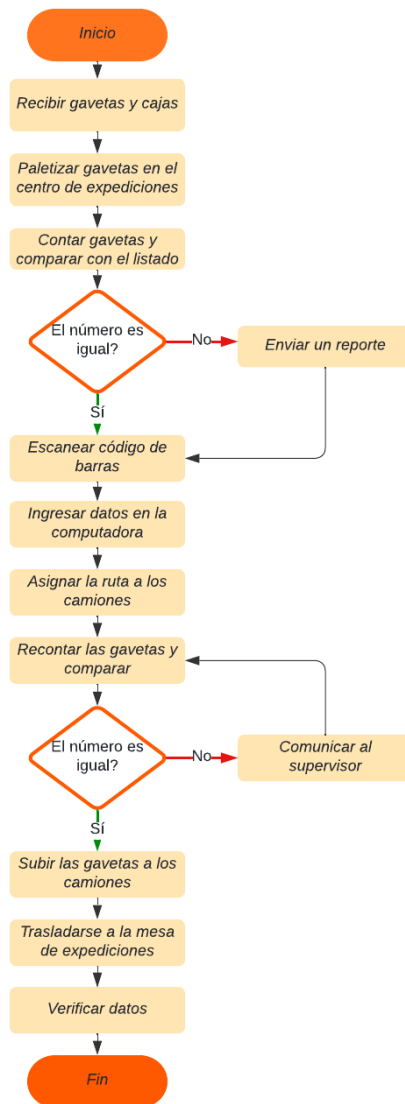 Inicio
Recibir gavetas y cajas
Paletizar gavetas en el
centro de expediciones
Contar gavetas y
comparar con el listado
El número es
igual?
No
Enviar un reporte
Sí
Escanear código de
barras
Ingresar datos en la
computadora
Asignar la ruta a los
camiones
Recontar las gavetas y
comparar
El número es
igual?
No
Comunicar al
supervisor
Sí
Subir las gavetas a los
camiones
Trasladarse a la mesa
de expediciones
Verificar datos
Fin